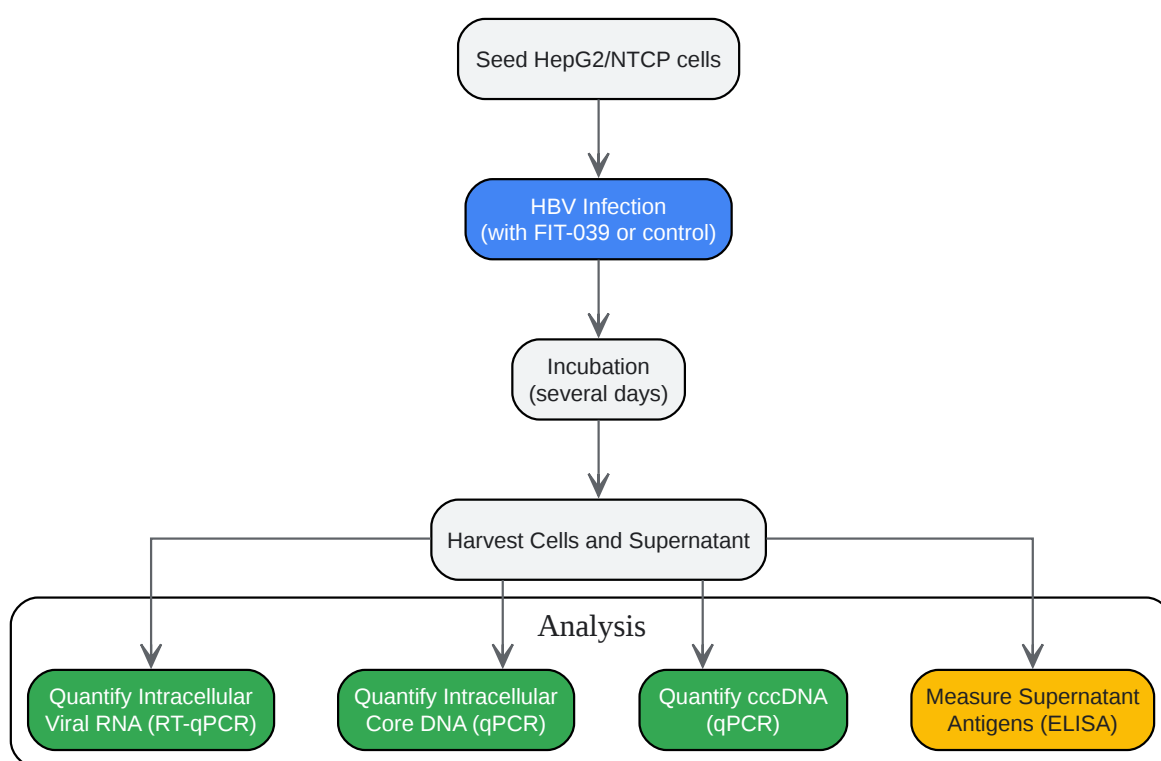 Seed HepG2/NTCP cells
HBV Infection
(with FIT-039 or control)
Incubation
(several days)
Harvest Cells and Supernatant
Analysis
Quantify Intracellular
Viral RNA (RT-qPCR)
Quantify Intracellular
Core DNA (qPCR)
Quantify cccDNA
(qPCR)
Measure Supernatant
Antigens (ELISA)